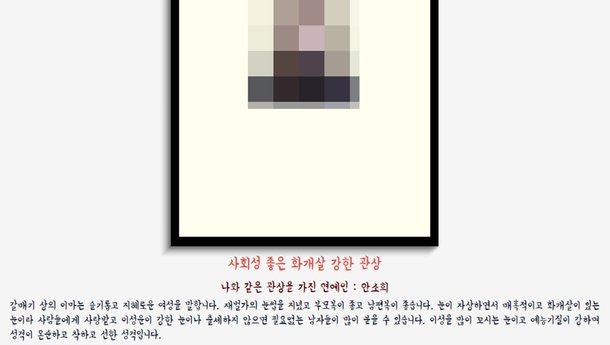 사회성 좋은 화개살 강한 관상
나와 같은 관상을 가진 연예인 : 안소희
갈매기 상의 이마는 슬기롭고 지혜로운 여성을 말합니다. 재벌가의 눈썹을 지녔고 부모복이 좋고 남편복이 좋습니다. 눈이 자상하면서 매혹적이고 화개살이 있는
눈이라 사람들에게 사랑받고 이성운이 강한 눈이나 출세하지 않으면 필요없는 남자들이 많이 붙을 수 있습니다. 이성을 많이 꼬시는 눈이고 예능기질이 강하며
성격이 온순하고 착하고 선한 성격입니다.